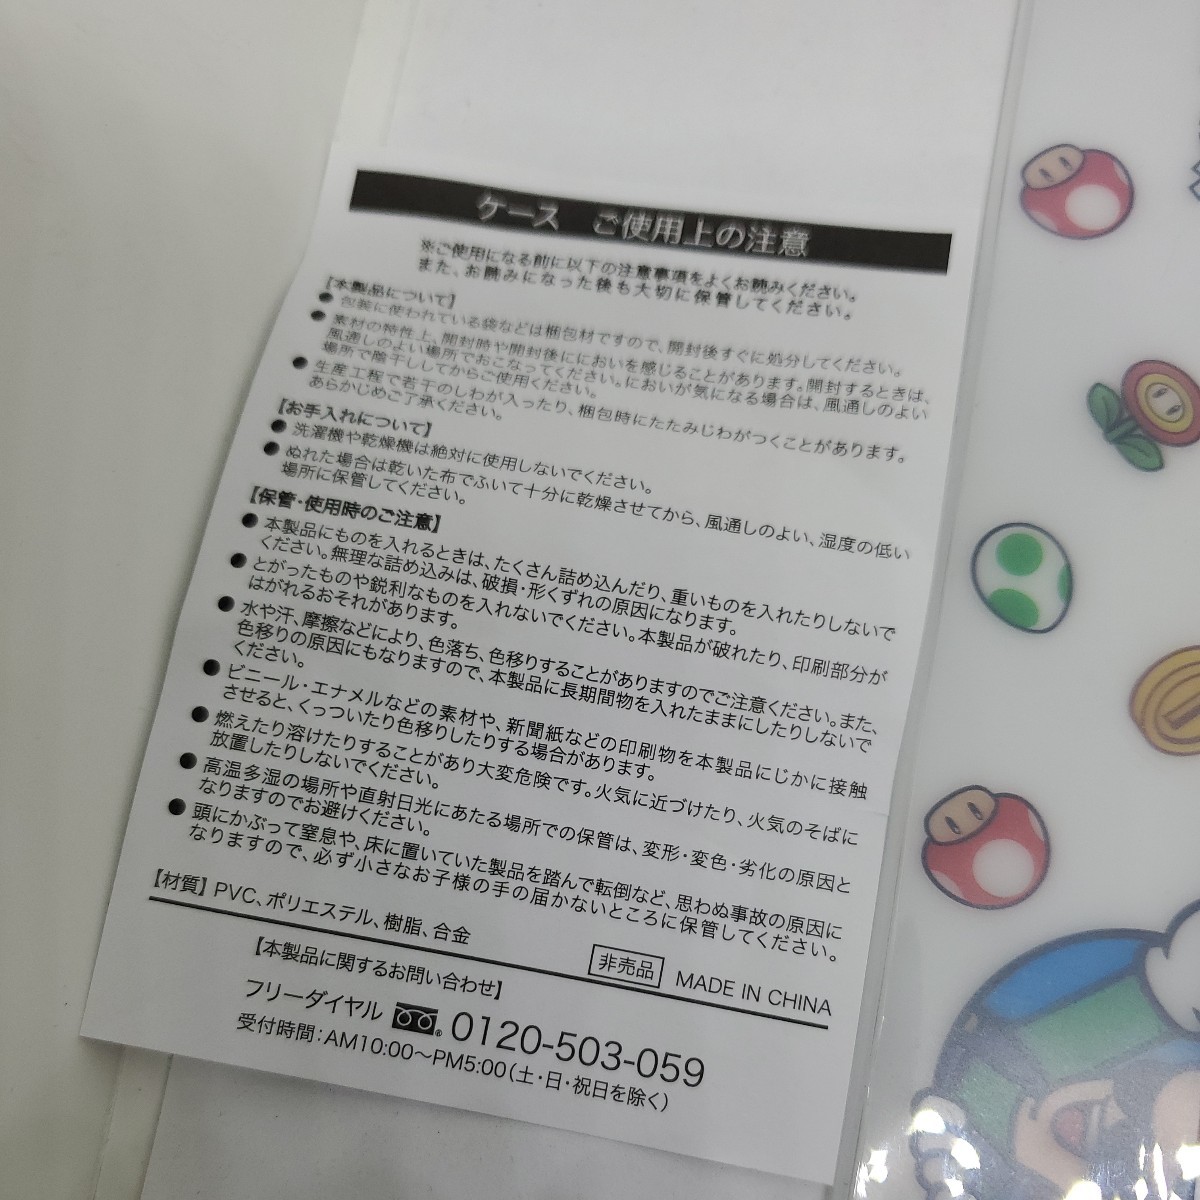 ケース ご使用上の注意
※ご使用になる前に以下の注意事項をよくお読みください。
また、お読みになった後も大切に保管してください。
【本製品について】
● 包装に使われている袋などは梱包材ですので、開封後すぐに処分してください。
● 素材の特性上、開封時や開封後ににおいを感じることがあります。開封するときは、
風通しのよい場所でおこなってください。においが気になる場合は、風通しのよい
場所で陰干ししてからご使用ください。
● 生産工程で若干のしわが入ったり、梱包時にたたみじわがつくことがあります。
あらかじめご了承ください。
【お手入れについて】
● 洗濯機や乾燥機は絶対に使用しないでください。
● ぬれた場合は乾いた布でふいて十分に乾燥させてから、風通しのよい、湿度の低い
場所に保管してください。
【保管・使用時のご注意】
● 本製品にものを入れるときは、たくさん詰め込んだり、重いものを入れたりしないで
ください。無理な詰め込みは、破損・形くずれの原因になります。
● とがったものや鋭利なものを入れないでください。本製品が破れたり、印刷部分が
はがれるおそれがあります。
● 水や汗、摩擦などにより、色落ち、色移りすることがありますのでご注意ください。また、
色移りの原因にもなりますので、本製品に長期間物を入れたままにしたりしないで
ください。
● ビニール・エナメルなどの素材や、新聞紙などの印刷物を本製品にじかに接触
させると、くっついたり色移りしたりする場合があります。
● 燃えたり溶けたりすることがあり大変危険です。火気に近づけたり、火気のそばに
放置したりしないでください。
● 高温多湿の場所や直射日光にあたる場所での保管は、変形・変色・劣化の原因と
なりますのでお避けください。
● 頭にかぶって窒息や、床に置いていた製品を踏んで転倒など、思わぬ事故の原因に
なりますので、必ず小さなお子様の手の届かないところに保管してください。
【材質】PVC、ポリエステル、樹脂、合金
非売品 MADE IN CHINA
【本製品に関するお問い合わせ】
フリーダイヤル 0120-503-059
受付時間:AM10:00～PM5:00(土・日・祝日を除く)